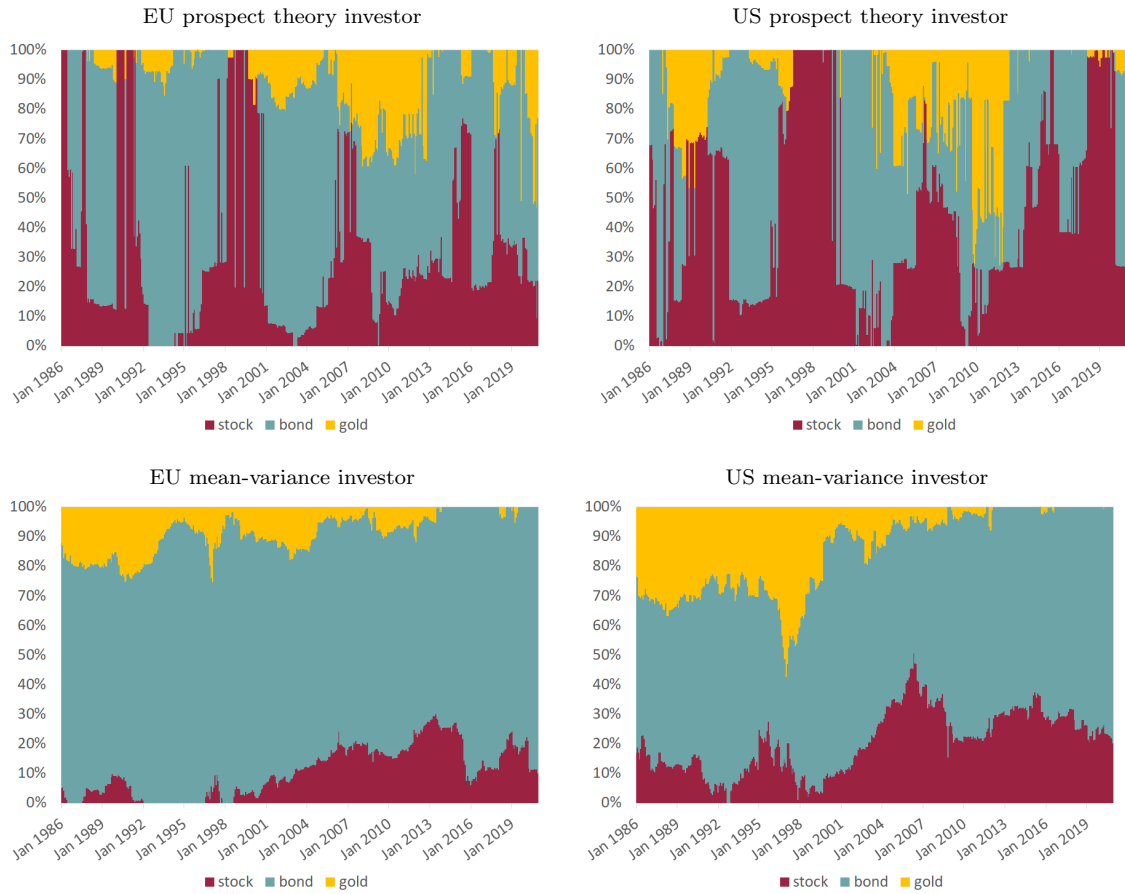 EU prospect theory investor
US prospect theory investor
100%
90%
80%
70%
60%
50%
40%
30%
20%
10%
0%
Jan 1986
Jan 1989
Jan 1992
Jan 1995
Jan 1998
Jan 2001
Jan 2004
Jan 2007
Jan 2010
Jan 2013
Jan 2016
Jan 2019
stock bond gold
100%
90%
80%
70%
60%
50%
40%
30%
20%
10%
0%
Jan 1986
Jan 1989
Jan 1992
Jan 1995
Jan 1998
Jan 2001
Jan 2004
Jan 2007
Jan 2010
Jan 2013
Jan 2016
Jan 2019
stock bond gold
EU mean-variance investor
US mean-variance investor
100%
90%
80%
70%
60%
50%
40%
30%
20%
10%
0%
Jan 1986
Jan 1989
Jan 1992
Jan 1995
Jan 1998
Jan 2001
Jan 2004
Jan 2007
Jan 2010
Jan 2013
Jan 2016
Jan 2019
stock bond gold
100%
90%
80%
70%
60%
50%
40%
30%
20%
10%
0%
Jan 1986
Jan 1989
Jan 1992
Jan 1995
Jan 1998
Jan 2001
Jan 2004
Jan 2007
Jan 2010
Jan 2013
Jan 2016
Jan 2019
stock bond gold